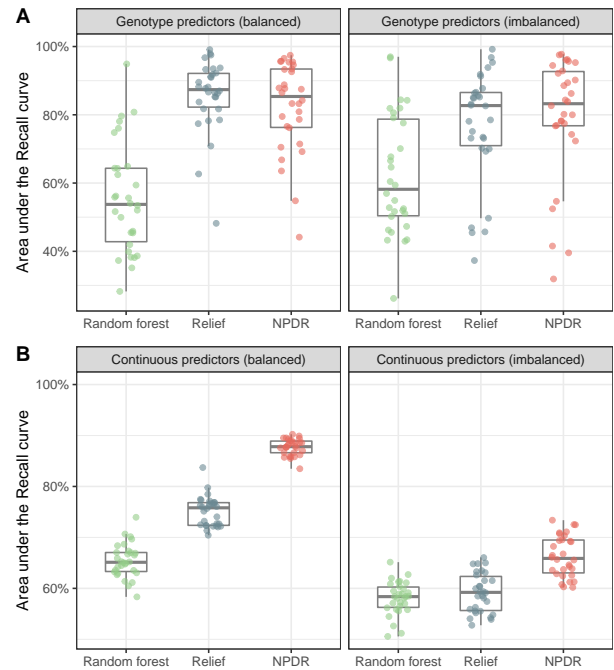 A
Genotype predictors (balanced)
Genotype predictors (imbalanced)
Area under the Recall curve
100%
80%
60%
40%
Random forest
Relief
NPDR
Random forest
Relief
NPDR
B
Continuous predictors (balanced)
Continuous predictors (imbalanced)
Area under the Recall curve
100%
80%
60%
Random forest
Relief
NPDR
Random forest
Relief
NPDR